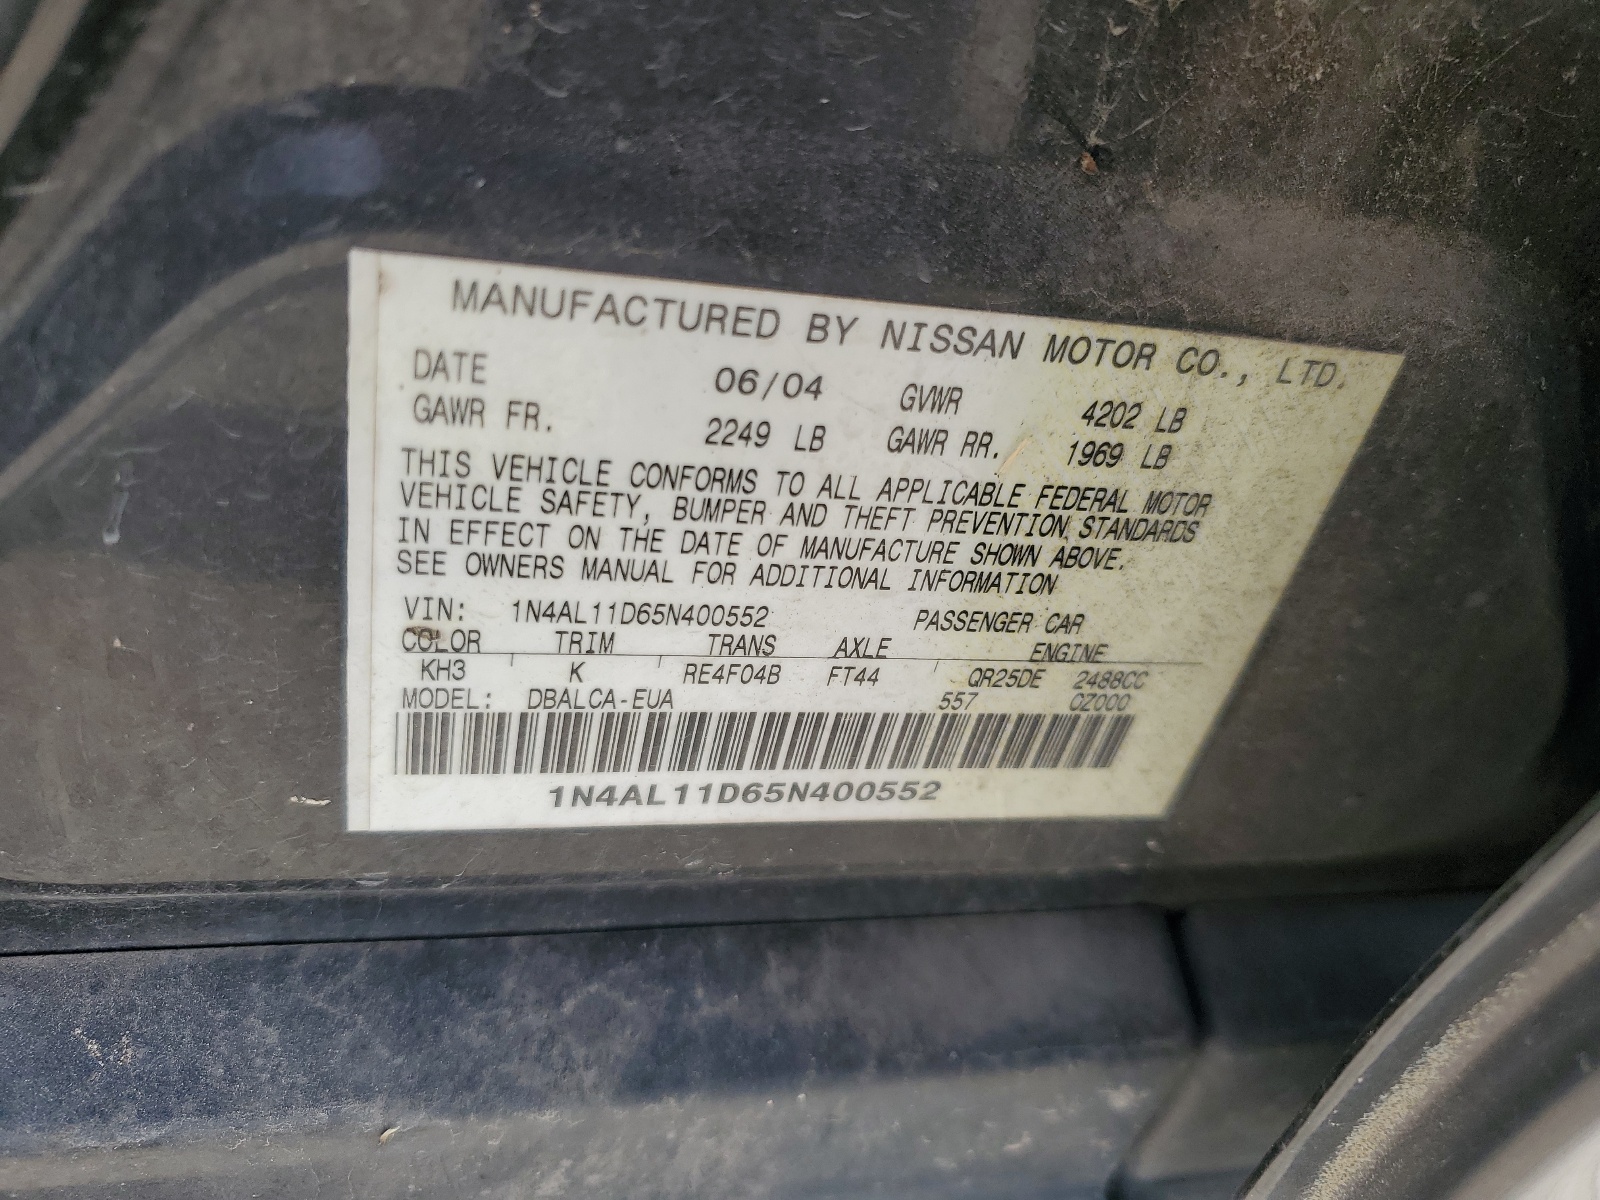 MANUFACTURED BY NISSAN MOTOR CO., LTD.
DATE 06/04 GVWR 4202 LB
GAWR FR. 2249 LB GAWR RR. 1969 LB
THIS VEHICLE CONFORMS TO ALL APPLICABLE FEDERAL MOTOR
VEHICLE SAFETY, BUMPER AND THEFT PREVENTION STANDARDS
IN EFFECT ON THE DATE OF MANUFACTURE SHOWN ABOVE.
SEE OWNERS MANUAL FOR ADDITIONAL INFORMATION
VIN: 1N4AL11D65N400552 PASSENGER CAR
COLOR TRIM TRANS AXLE ENGINE
KH3 K RE4F04B FT44 QR25DE 2488CC
MODEL: DBALCA-EUA 557 CZ000
1N4AL11D65N400552